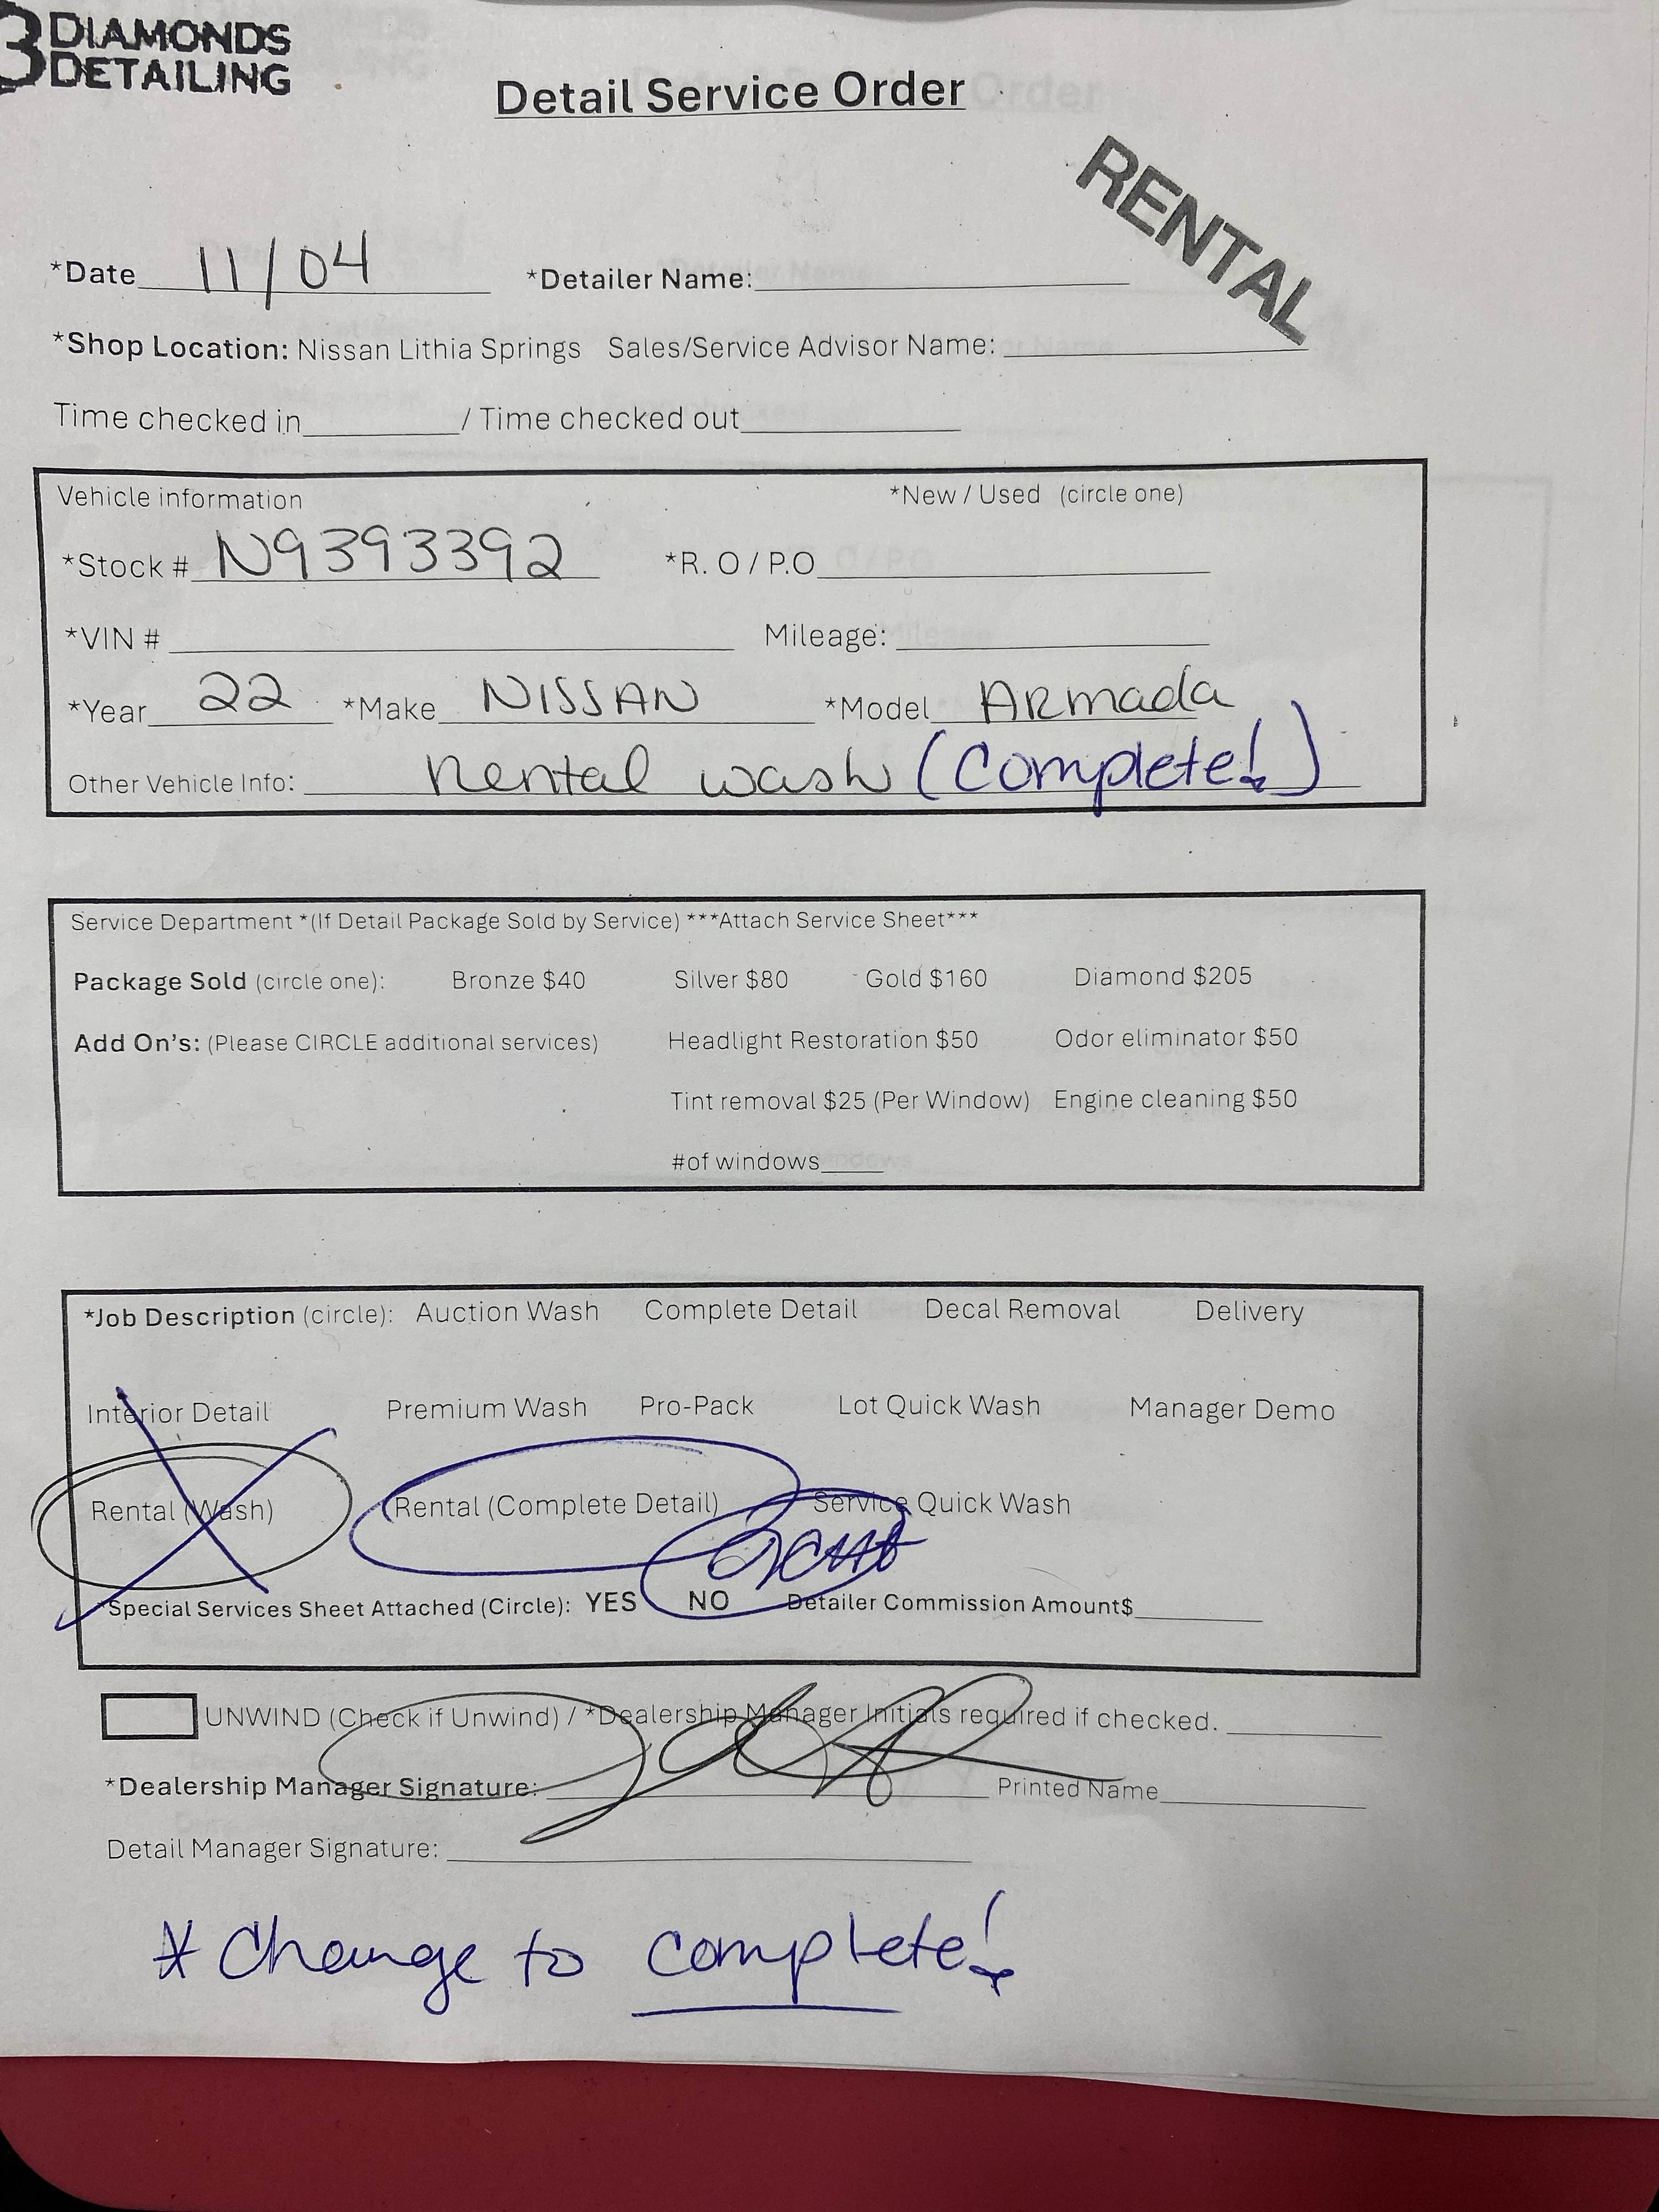 3 DIAMONDS
DETAILING
Detail Service Order
RENTAL
*Date 11/04 *Detailer Name:
*Shop Location: Nissan Lithia Springs Sales/Service Advisor Name:
Time checked in / Time checked out
Vehicle information *New / Used (circle one)
*Stock # N9393392 *R. O / P.O
*VIN # Mileage:
*Year 22 *Make NISSAN *Model Armada
Other Vehicle Info: Rental wash (Complete!)
Service Department *(If Detail Package Sold by Service) ***Attach Service Sheet***
Package Sold (circle one): Bronze $40 Silver $80 Gold $160 Diamond $205
Add On's: (Please CIRCLE additional services) Headlight Restoration $50 Odor eliminator $50
Tint removal $25 (Per Window) Engine cleaning $50
#of windows
*Job Description (circle): Auction Wash Complete Detail Decal Removal Delivery
Interior Detail Premium Wash Pro-Pack Lot Quick Wash Manager Demo
Rental (Wash) Rental (Complete Detail) Service Quick Wash
*Special Services Sheet Attached (Circle): YES NO Detailer Commission Amount$
UNWIND (Check if Unwind) / *Dealership Manager Initials required if checked.
*Dealership Manager Signature: Printed Name
Detail Manager Signature:
* Change to complete!